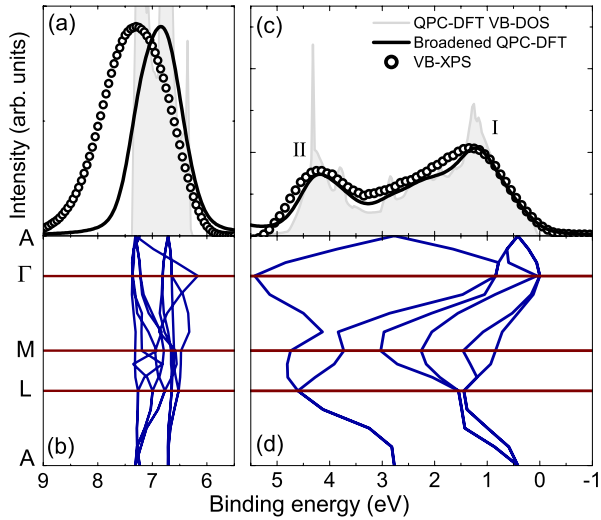 (a)
(c)
QPC-DFT VB-DOS
Broadened QPC-DFT
VB-XPS
I
II
Intensity (arb. units)
A
Γ
M
L
A
(b)
(d)
9 8 7 6
5 4 3 2 1 0 -1
Binding energy (eV)